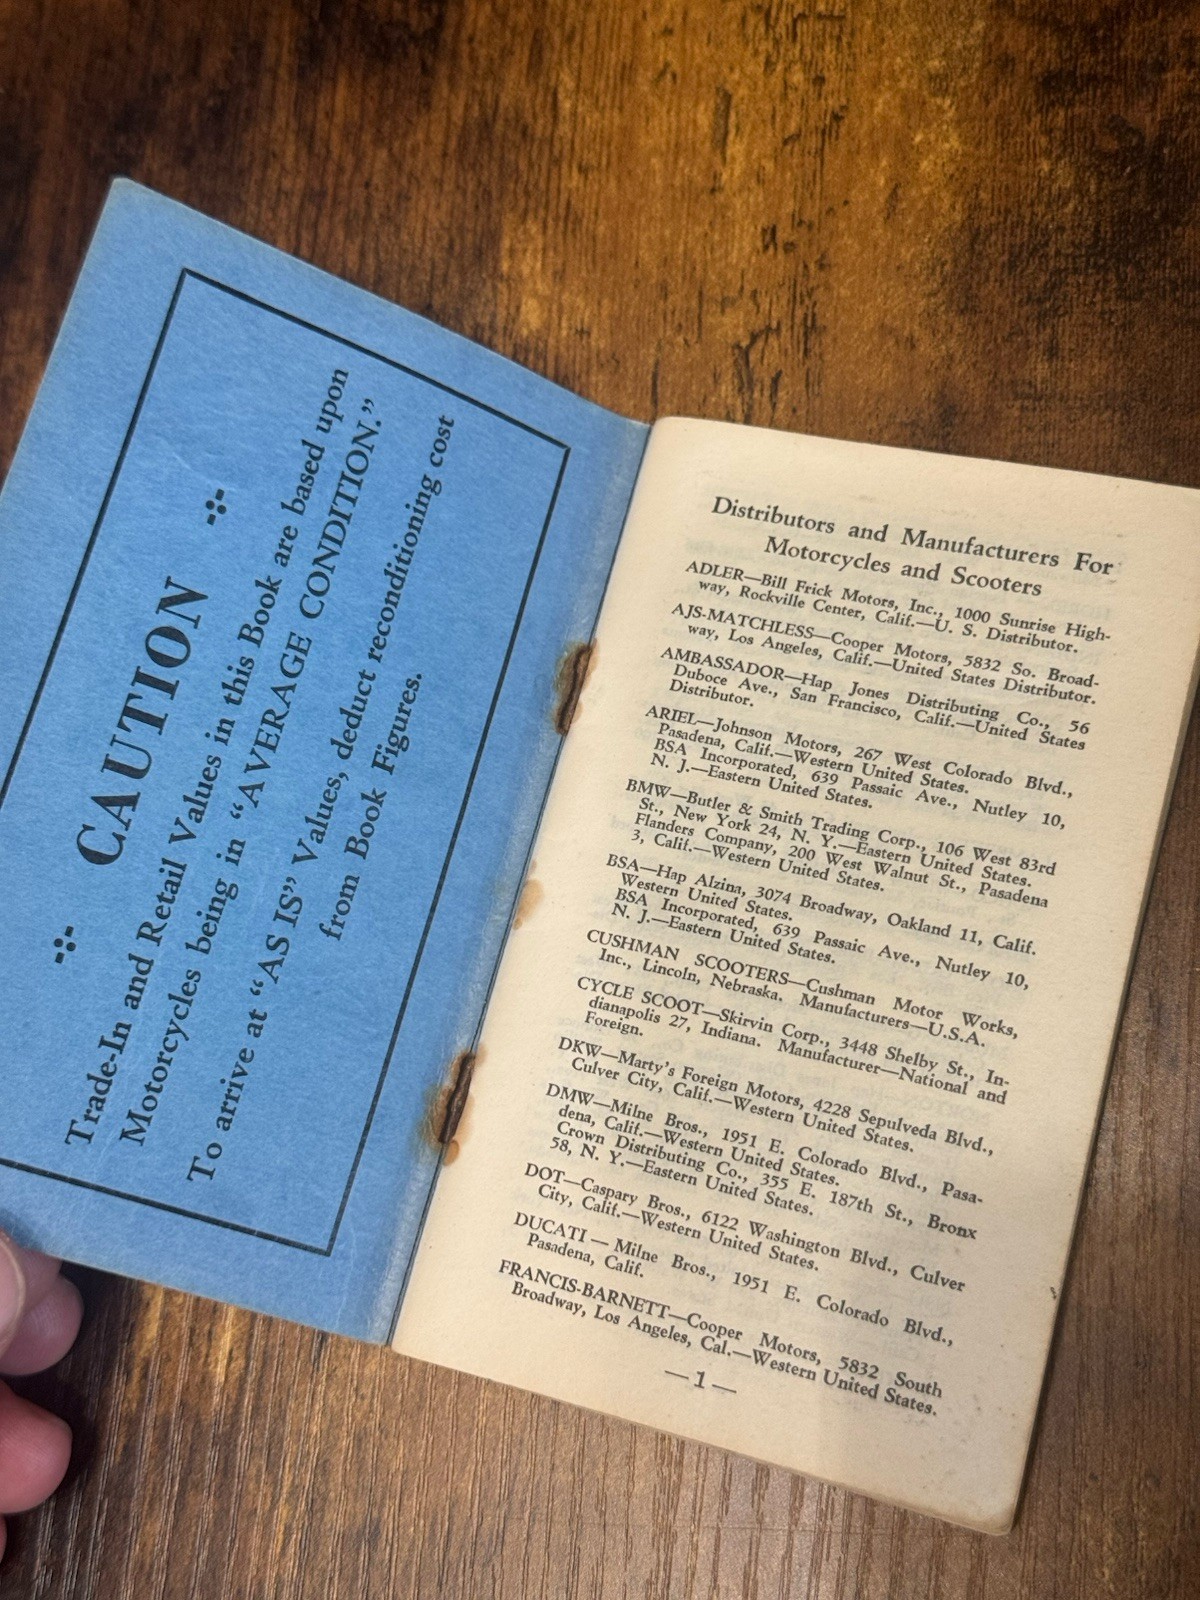 CAUTION
Trade-In and Retail Values in this Book are based upon
Motorcycles being in “AVERAGE CONDITION.”
To arrive at “AS IS” Values, deduct reconditioning cost
from Book Figures.
Distributors and Manufacturers For
Motorcycles and Scooters
ADLER—Bill Frick Motors, Inc., 1000 Sunrise High-
way, Rockville Center, Calif.—U. S. Distributor.
AJS-MATCHLESS—Cooper Motors, 5832 So. Broad-
way, Los Angeles, Calif.—United States Distributor.
AMBASSADOR—Hap Jones Distributing Co., 56
Duboce Ave., San Francisco, Calif.—United States
Distributor.
ARIEL—Johnson Motors, 267 West Colorado Blvd.,
Pasadena, Calif.—Western United States.
BSA Incorporated, 639 Passaic Ave., Nutley 10,
N. J.—Eastern United States.
BMW—Butler & Smith Trading Corp., 106 West 83rd
St., New York 24, N. Y.—Eastern United States.
Flanders Company, 200 West Walnut St., Pasadena
3, Calif.—Western United States.
BSA—Hap Alzina, 3074 Broadway, Oakland 11, Calif.
Western United States.
BSA Incorporated, 639 Passaic Ave., Nutley 10,
N. J.—Eastern United States.
CUSHMAN SCOOTERS—Cushman Motor Works,
Inc., Lincoln, Nebraska. Manufacturers—U.S.A.
CYCLE SCOOT—Skirvin Corp., 3448 Shelby St., In-
dianapolis 27, Indiana. Manufacturer—National and
Foreign.
DKW—Marty's Foreign Motors, 4228 Sepulveda Blvd.,
Culver City, Calif.—Western United States.
DMW—Milne Bros., 1951 E. Colorado Blvd., Pasa-
dena, Calif.—Western United States.
Crown Distributing Co., 355 E. 187th St., Bronx
58, N. Y.—Eastern United States.
DOT—Caspary Bros., 6122 Washington Blvd., Culver
City, Calif.—Western United States.
DUCATI — Milne Bros., 1951 E. Colorado Blvd.,
Pasadena, Calif.
FRANCIS-BARNETT—Cooper Motors, 5832 South
Broadway, Los Angeles, Cal.—Western United States.
—1—